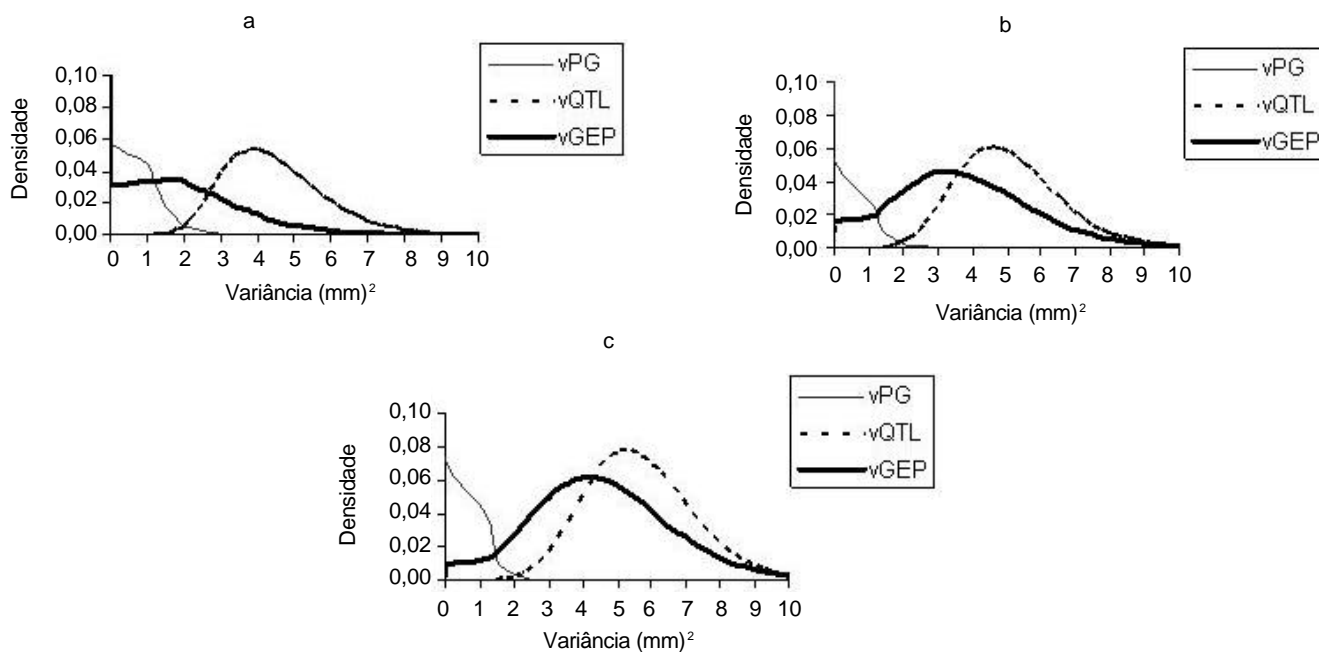 a
vPG
vQTL
vGEP
Densidade
0,10
0,08
0,06
0,04
0,02
0,00
0 1 2 3 4 5 6 7 8 9 10
Variância (mm)²
b
vPG
vQTL
vGEP
Densidade
0,10
0,08
0,06
0,04
0,02
0,00
0 1 2 3 4 5 6 7 8 9 10
Variância (mm)²
c
vPG
vQTL
vGEP
Densidade
0,10
0,08
0,06
0,04
0,02
0,00
0 1 2 3 4 5 6 7 8 9 10
Variância (mm)²